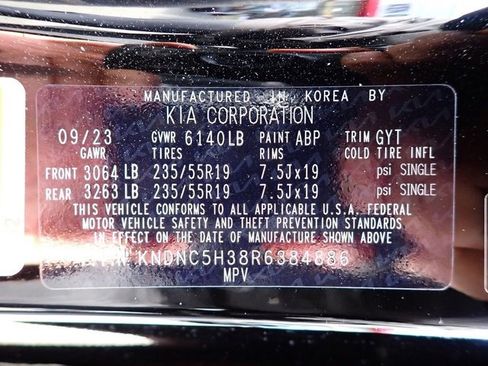 MANUFACTURED IN KOREA BY
KIA CORPORATION
09/23 GVWR 6140LB PAINT ABP TRIM GYT
GAWR TIRES RIMS COLD TIRE INFL
FRONT 3064 LB 235/55R19 7.5Jx19 psi SINGLE
REAR 3263 LB 235/55R19 7.5Jx19 psi SINGLE
THIS VEHICLE CONFORMS TO ALL APPLICABLE U.S.A. FEDERAL
MOTOR VEHICLE SAFETY AND THEFT PREVENTION STANDARDS
IN EFFECT ON THE DATE OF MANUFACTURE SHOWN ABOVE
KNDNC5H38R6384886
MPV